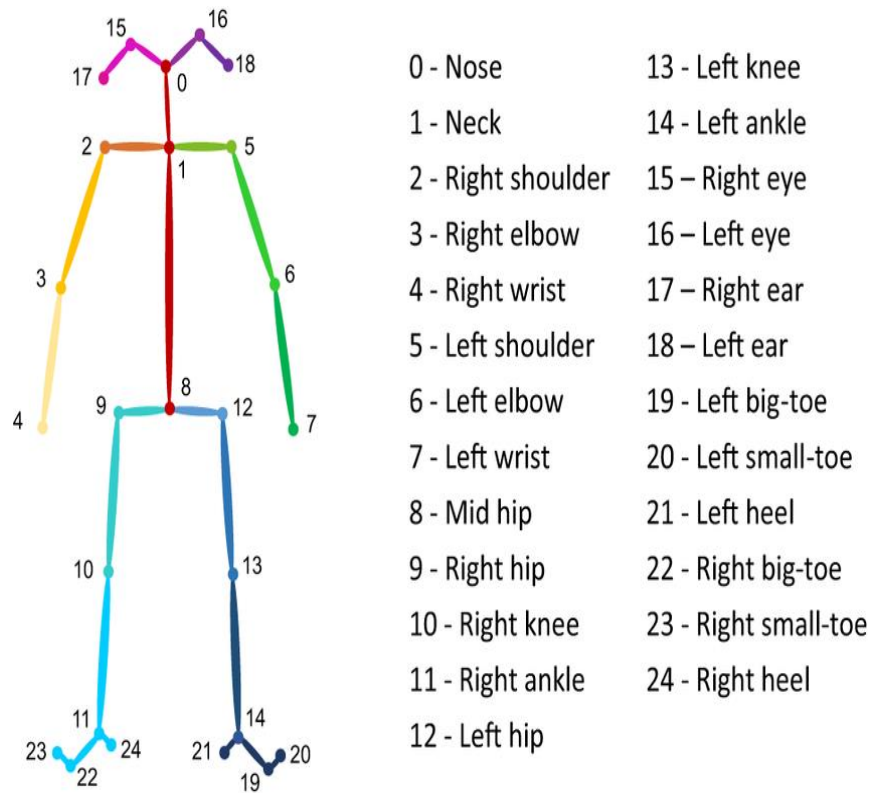 15
16
17
0
18
2
1
5
3
6
4
9
8
12
7
10
13
11
14
23
24
22
21
20
19
0 - Nose
1 - Neck
2 - Right shoulder
3 - Right elbow
4 - Right wrist
5 - Left shoulder
6 - Left elbow
7 - Left wrist
8 - Mid hip
9 - Right hip
10 - Right knee
11 - Right ankle
12 - Left hip
13 - Left knee
14 - Left ankle
15 – Right eye
16 – Left eye
17 – Right ear
18 – Left ear
19 - Left big-toe
20 - Left small-toe
21 - Left heel
22 - Right big-toe
23 - Right small-toe
24 - Right heel